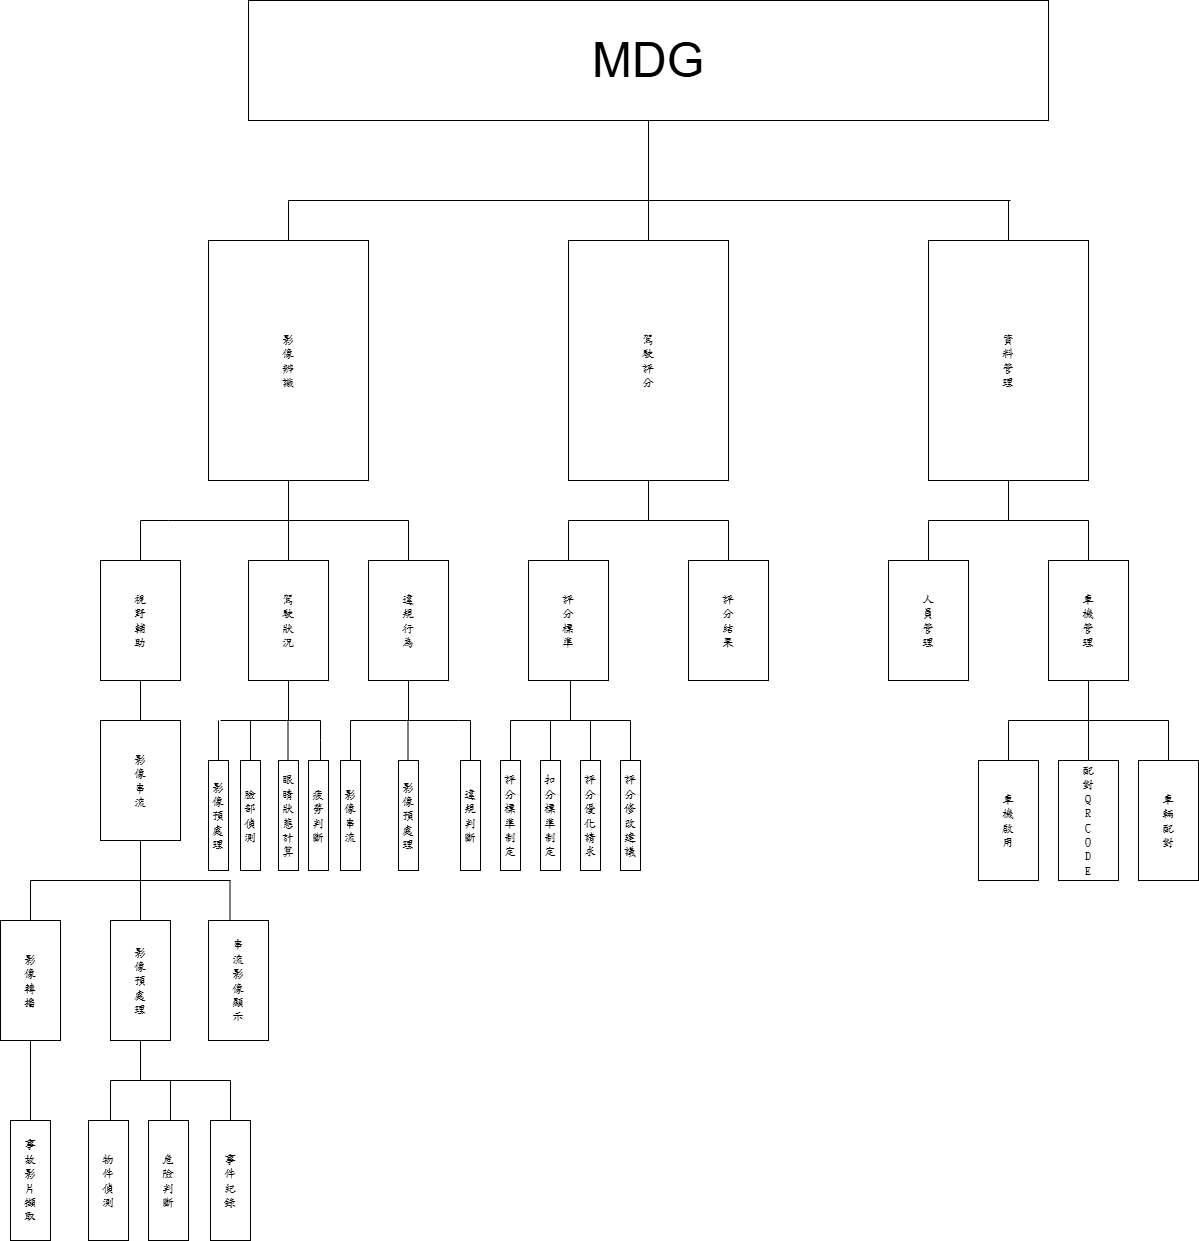 MDG
影像辨識
駕駛評分
資料管理
視野輔助
駕駛狀況
違規行為
評分標準
評分結果
人員管理
車機管理
影像串流
影像預處理
臉部偵測
眼睛狀態計算
疲勞判斷
影像串流
影像預處理
違規判斷
評分標準制定
扣分標準制定
評分優化請求
評分修改建議
車機啟用
配對QRCODE
車輛配對
影像轉播
影像預處理
串流影像顯示
事故影片擷取
物件偵測
危險判斷
事件紀錄